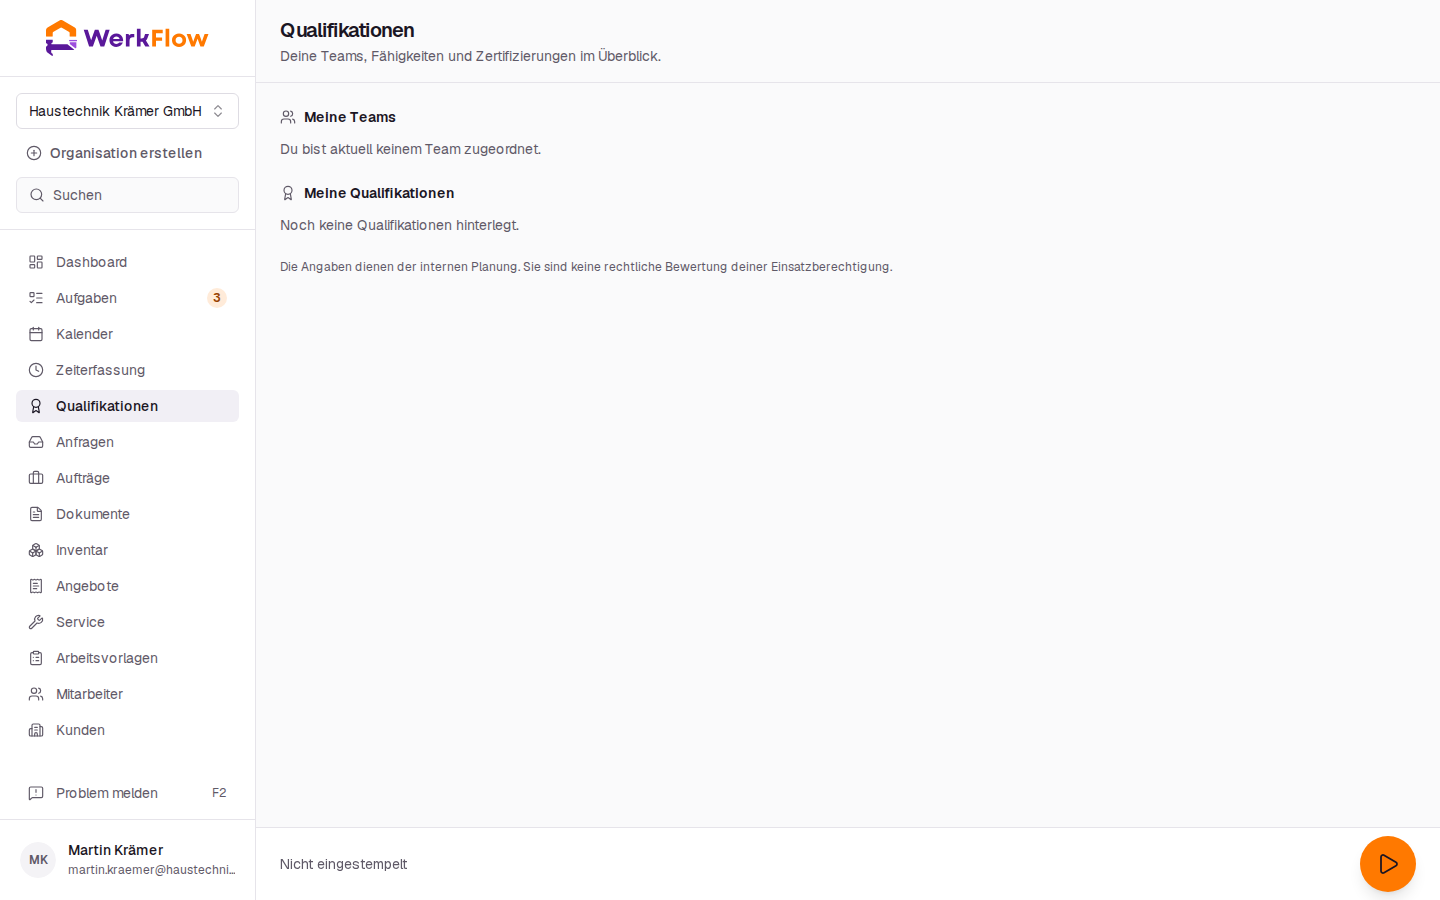 WerkFlow
Haustechnik Krämer GmbH
Organisation erstellen
Suchen
Dashboard
Aufgaben 3
Kalender
Zeiterfassung
Qualifikationen
Anfragen
Aufträge
Dokumente
Inventar
Angebote
Service
Arbeitsvorlagen
Mitarbeiter
Kunden
Problem melden F2
MK
Martin Krämer
martin.kraemer@haustechni...
Qualifikationen
Deine Teams, Fähigkeiten und Zertifizierungen im Überblick.
Meine Teams
Du bist aktuell keinem Team zugeordnet.
Meine Qualifikationen
Noch keine Qualifikationen hinterlegt.
Die Angaben dienen der internen Planung. Sie sind keine rechtliche Bewertung deiner Einsatzberechtigung.
Nicht eingestempelt